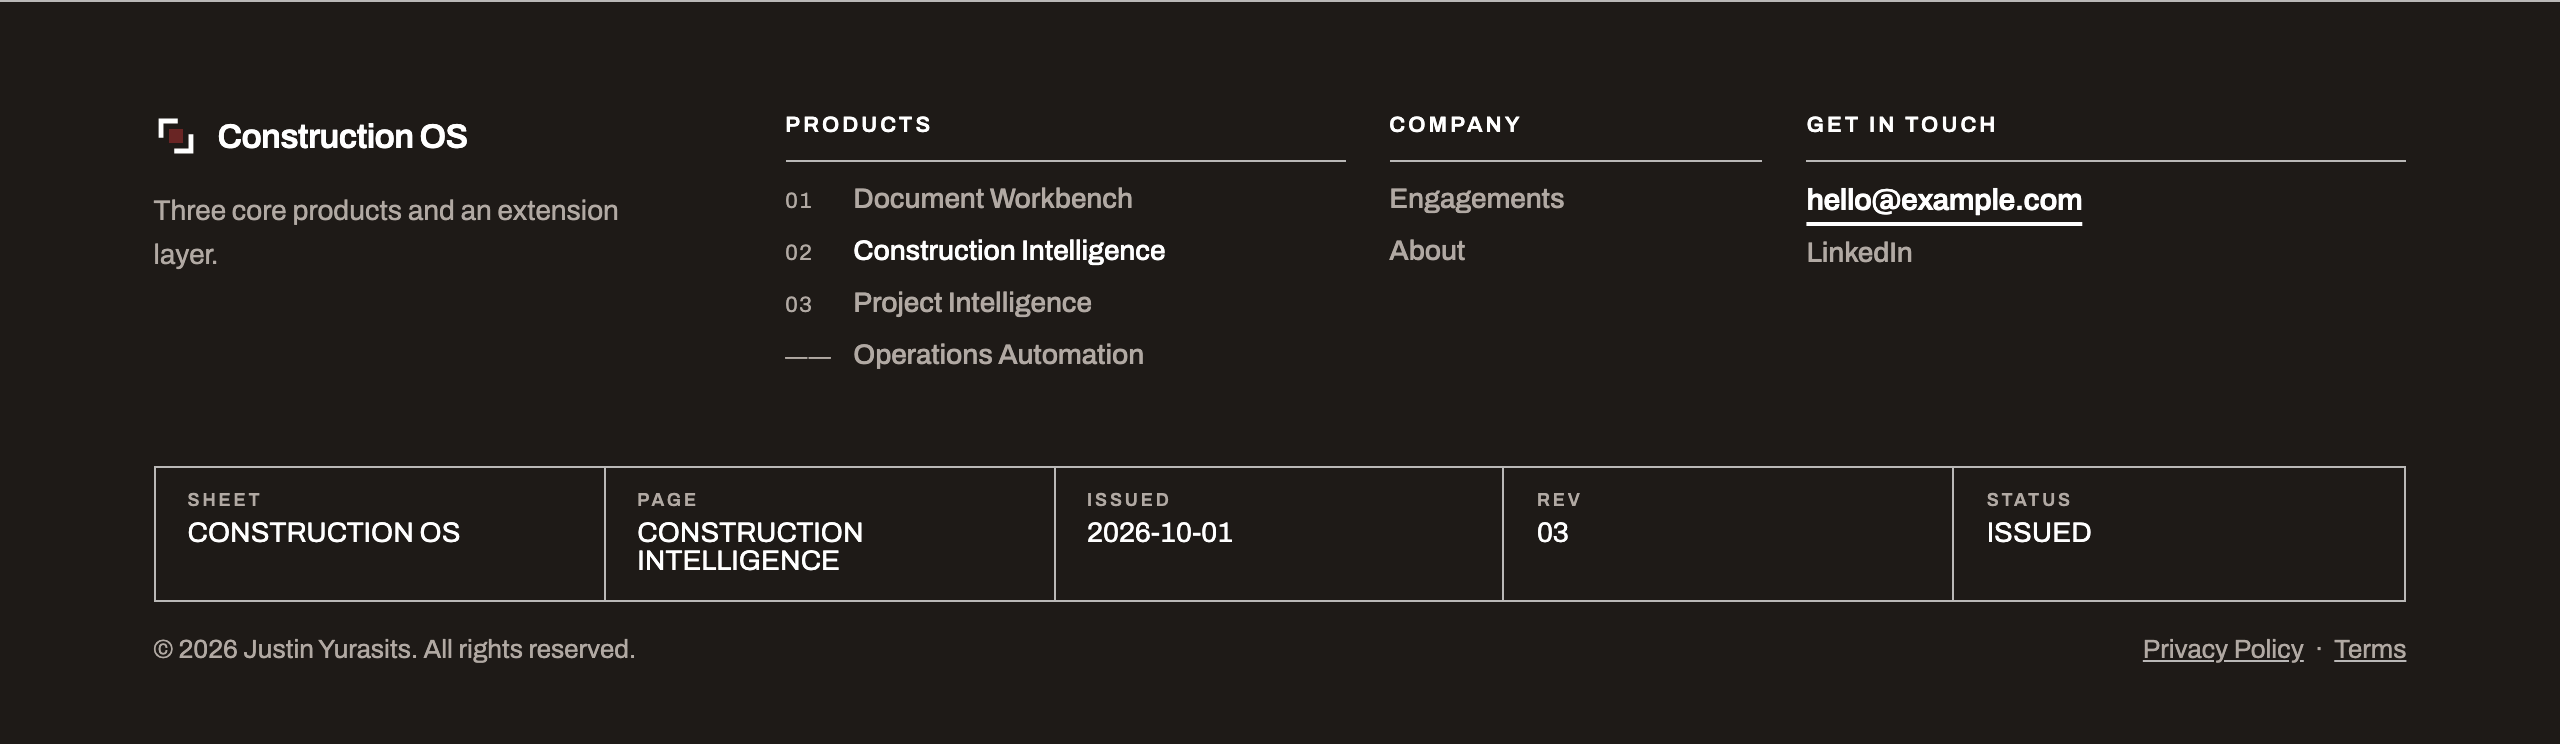 Construction OS
Three core products and an extension
layer.
PRODUCTS
01 Document Workbench
02 Construction Intelligence
03 Project Intelligence
—— Operations Automation
COMPANY
Engagements
About
GET IN TOUCH
hello@example.com
LinkedIn
SHEET
CONSTRUCTION OS
PAGE
CONSTRUCTION
INTELLIGENCE
ISSUED
2026-10-01
REV
03
STATUS
ISSUED
© 2026 Justin Yurasits. All rights reserved.
Privacy Policy · Terms